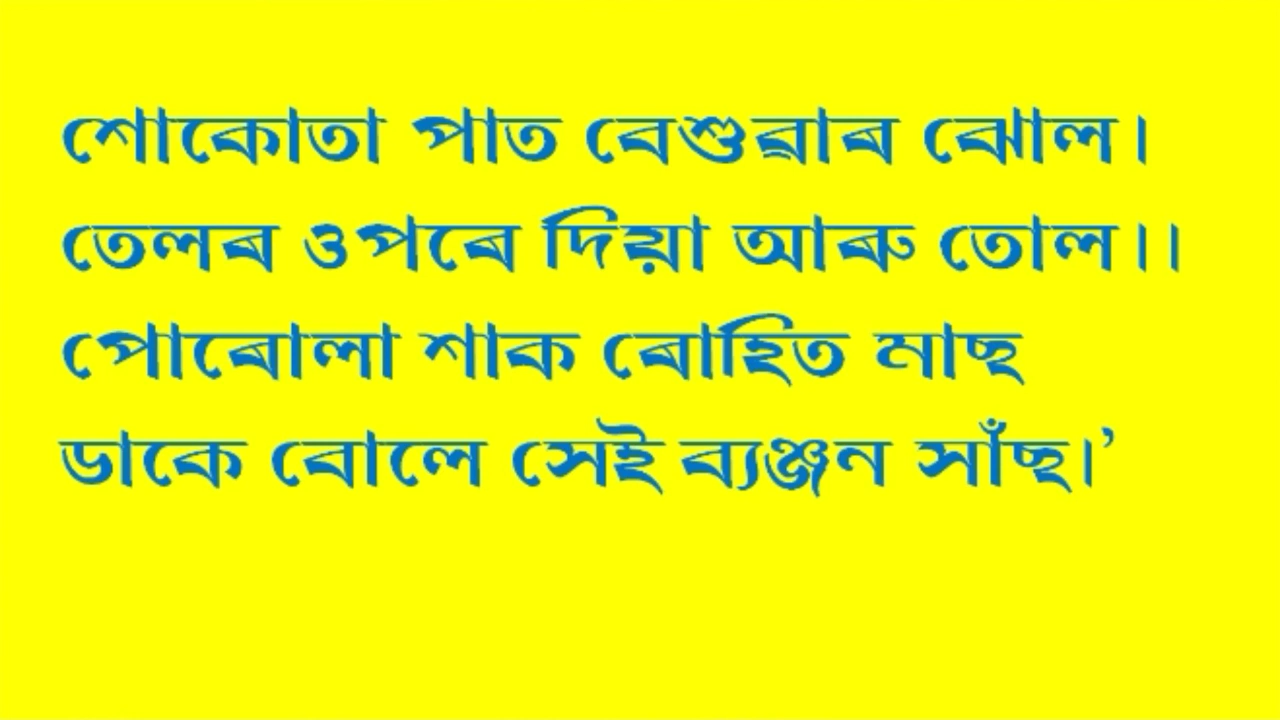 শোকোতা পাত বেশুৱাৰ ঝোল।
তেলৰ ওপৰে দিয়া আৰু তোল।।
পোৰোলা শাক ৰোহিত মাছ
ডাকে বোলে সেই ব্যঞ্জন সাঁছ।’